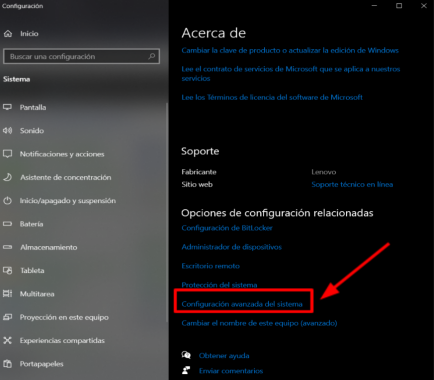 Configuración
Inicio
Buscar una configuración
Sistema
Pantalla
Sonido
Notificaciones y acciones
Asistente de concentración
Inicio/apagado y suspensión
Batería
Almacenamiento
Tableta
Multitarea
Proyección en este equipo
Experiencias compartidas
Portapapeles
Acerca de
Cambiar la clave de producto o actualizar la edición de Windows
Lee el contrato de servicios de Microsoft que se aplica a nuestros
servicios
Lee los Términos de licencia del software de Microsoft
Soporte
Fabricante Lenovo
Sitio web Soporte técnico en línea
Opciones de configuración relacionadas
Configuración de BitLocker
Administrador de dispositivos
Escritorio remoto
Protección del sistema
Configuración avanzada del sistema
Cambiar el nombre de este equipo (avanzado)
Obtener ayuda
Enviar comentarios